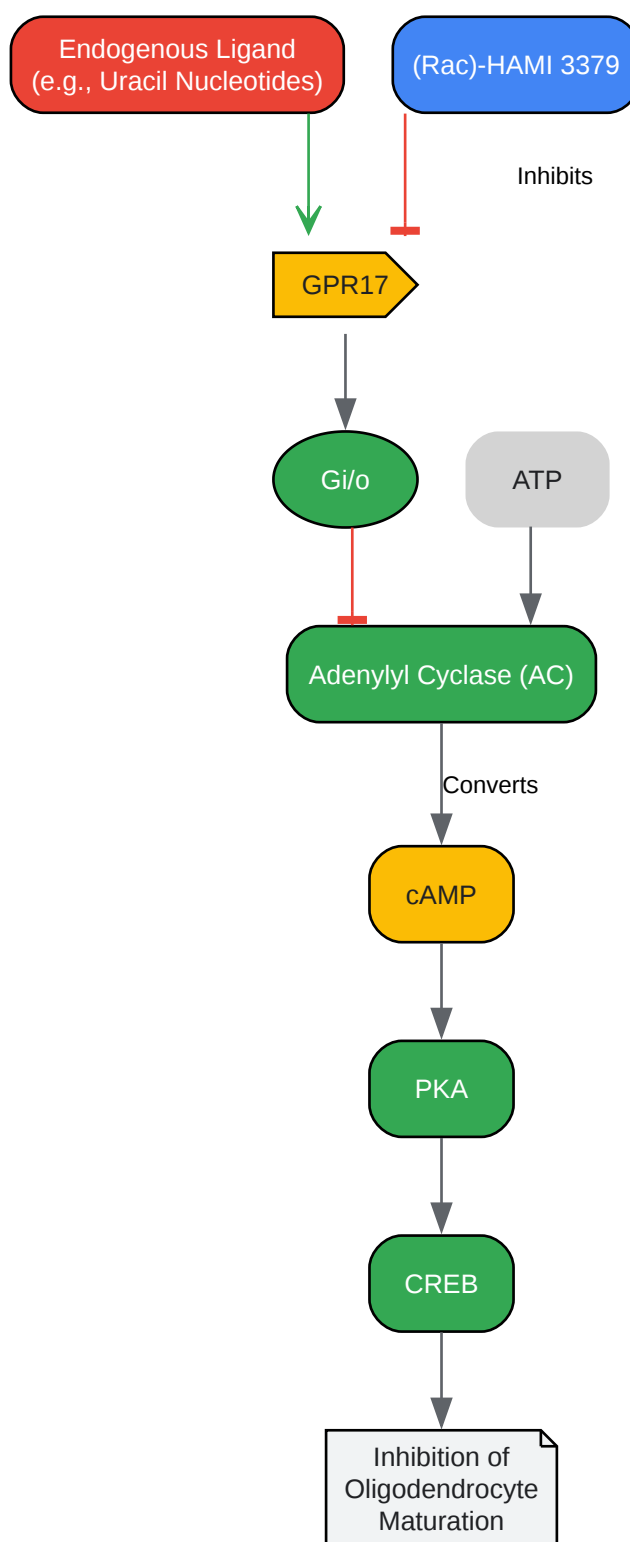 Endogenous Ligand
(e.g., Uracil Nucleotides)
(Rac)-HAMI 3379
Inhibits
GPR17
Gi/o
ATP
Adenylyl Cyclase (AC)
Converts
cAMP
PKA
CREB
Inhibition of
Oligodendrocyte
Maturation